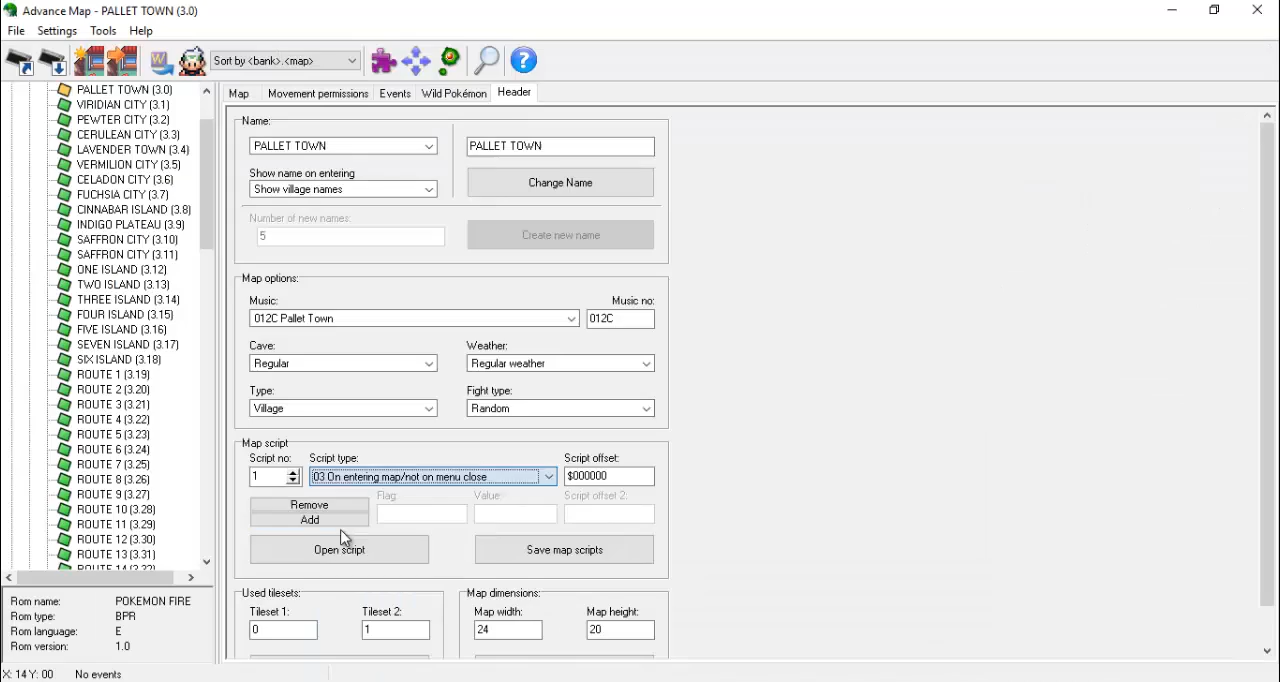 Advance Map - PALLET TOWN (3.0)
File Settings Tools Help
W Sort by <bank>.<map> ?
PALLET TOWN (3.0)
VIRIDIAN CITY (3.1)
PEWTER CITY (3.2)
CERULEAN CITY (3.3)
LAVENDER TOWN (3.4)
VERMILION CITY (3.5)
CELADON CITY (3.6)
FUCHSIA CITY (3.7)
CINNABAR ISLAND (3.8)
INDIGO PLATEAU (3.9)
SAFFRON CITY (3.10)
SAFFRON CITY (3.11)
ONE ISLAND (3.12)
TWO ISLAND (3.13)
THREE ISLAND (3.14)
FOUR ISLAND (3.15)
FIVE ISLAND (3.16)
SEVEN ISLAND (3.17)
SIX ISLAND (3.18)
ROUTE 1 (3.19)
ROUTE 2 (3.20)
ROUTE 3 (3.21)
ROUTE 4 (3.22)
ROUTE 5 (3.23)
ROUTE 6 (3.24)
ROUTE 7 (3.25)
ROUTE 8 (3.26)
ROUTE 9 (3.27)
ROUTE 10 (3.28)
ROUTE 11 (3.29)
ROUTE 12 (3.30)
ROUTE 13 (3.31)
ROUTE 14 (3.32)
Rom name: POKEMON FIRE
Rom type: BPR
Rom language: E
Rom version: 1.0
Map Movement permissions Events Wild Pokémon Header
Name:
PALLET TOWN PALLET TOWN
Show name on entering
Show village names Change Name
Number of new names:
5 Create new name
Map options:
Music: Music no:
012C Pallet Town 012C
Cave: Weather:
Regular Regular weather
Type: Fight type:
Village Random
Map script
Script no: Script type: Script offset:
1 03 On entering map/not on menu close $000000
Remove Flag: Value: Script offset 2:
Add
Open script Save map scripts
Used tilesets: Map dimensions:
Tileset 1: Tileset 2: Map width: Map height:
0 1 24 20
X: 14 Y: 00 No events